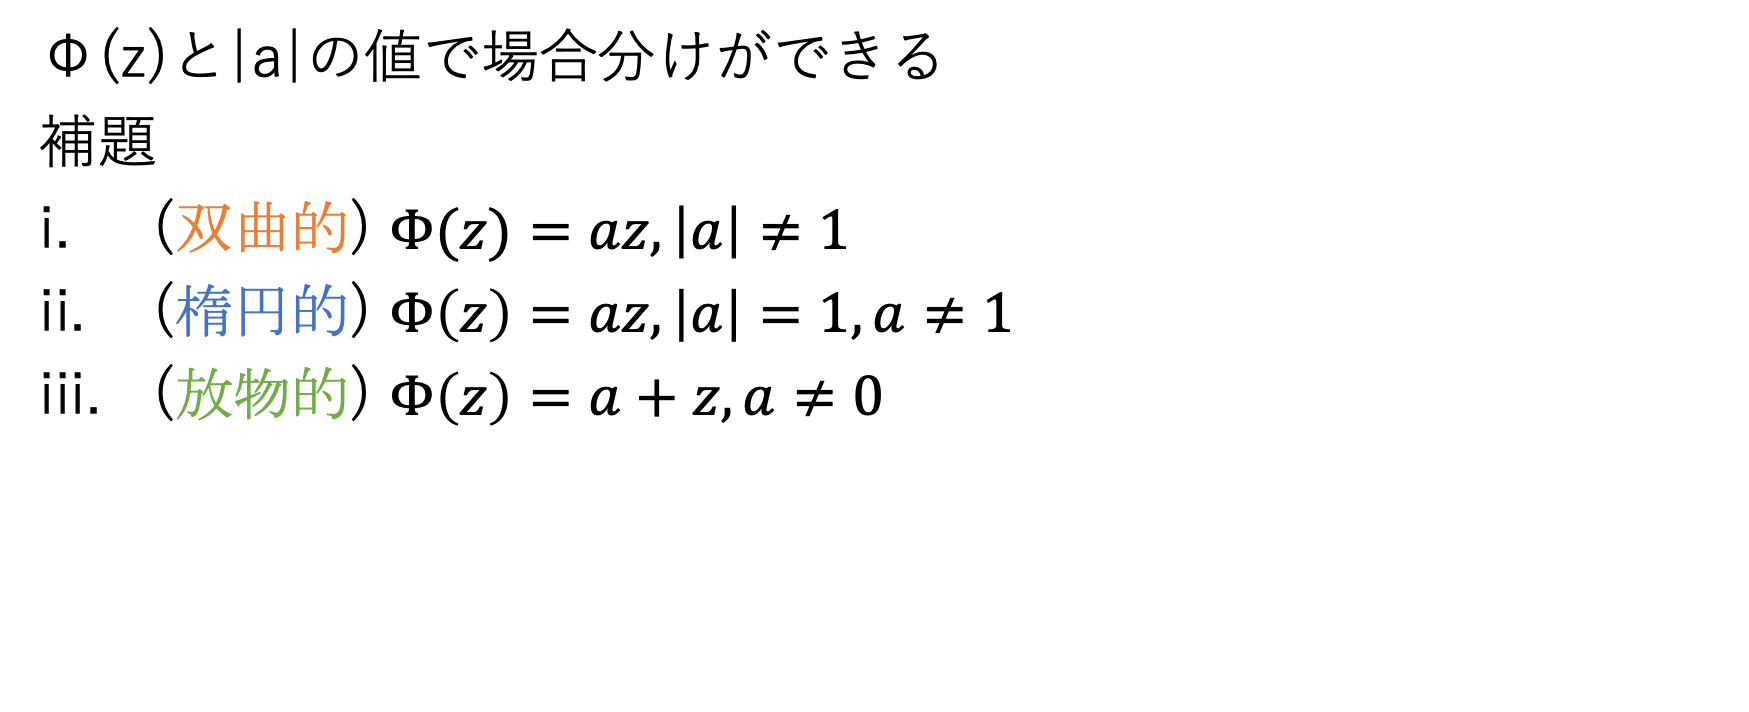 Φ(z)と|a|の値で場合分けができる
補題
i. (双曲的) Φ(z) = az, |a| ≠ 1
ii. (楕円的) Φ(z) = az, |a| = 1, a ≠ 1
iii. (放物的) Φ(z) = a + z, a ≠ 0